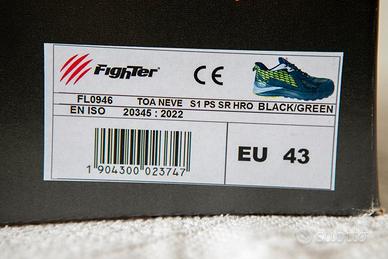 Fighter
CE
FL0946 TOA NEVE S1 PS SR HRO BLACK/GREEN
EN ISO 20345 : 2022
1 904300 023747
EU 43
subito